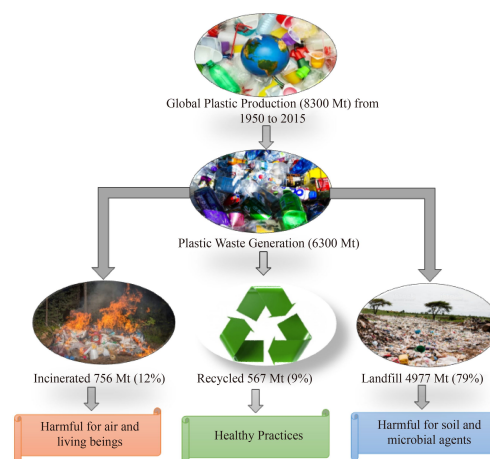 Global Plastic Production (8300 Mt) from
1950 to 2015
Plastic Waste Generation (6300 Mt)
Incinerated 756 Mt (12%)
Recycled 567 Mt (9%)
Landfill 4977 Mt (79%)
Harmful for air and
living beings
Healthy Practices
Harmful for soil and
microbial agents